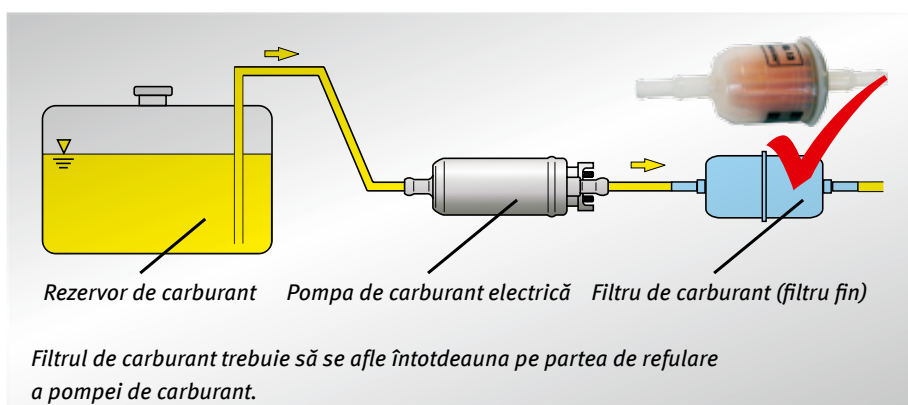 Rezervor de carburant
Pompa de carburant electrică
Filtru de carburant (filtru fin)
Filtrul de carburant trebuie să se afle întotdeauna pe partea de refulare
a pompei de carburant.